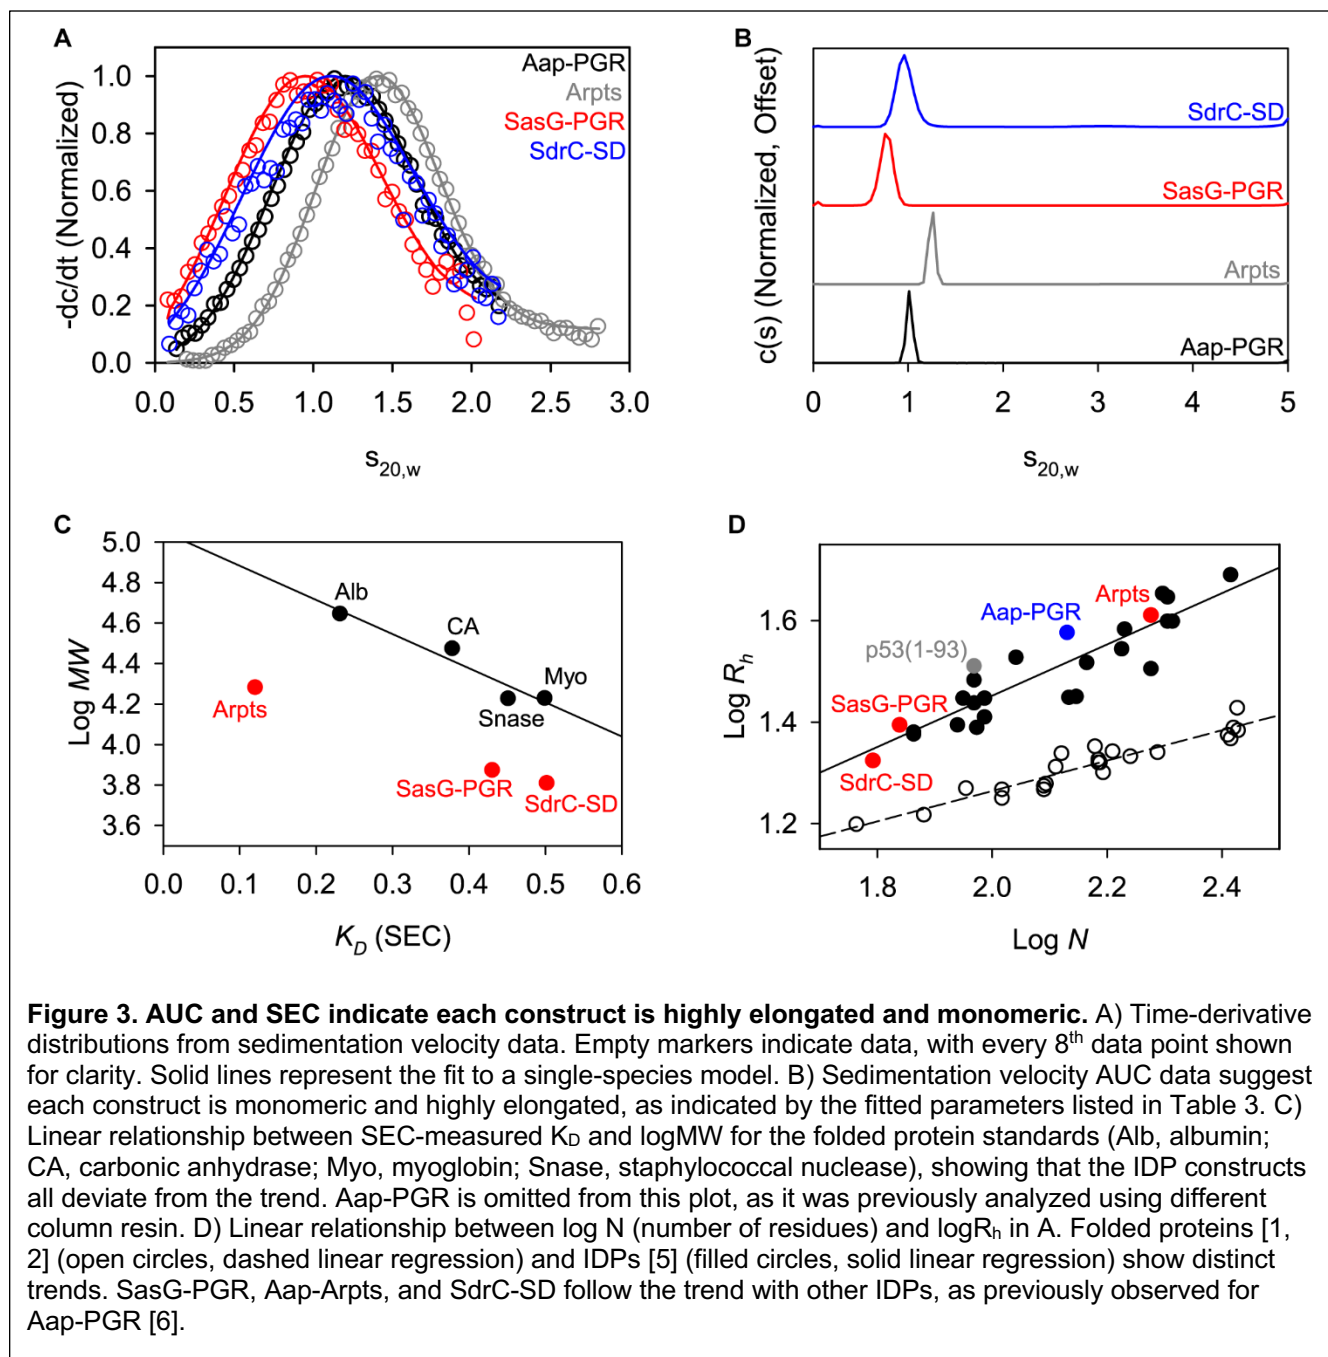 A
-dc/dt (Normalized)
1.0
0.8
0.6
0.4
0.2
0.0
0.0 0.5 1.0 1.5 2.0 2.5 3.0
s20,w
Aap-PGR
Arpts
SasG-PGR
SdrC-SD
B
c(s) (Normalized, Offset)
SdrC-SD
SasG-PGR
Arpts
Aap-PGR
0 1 2 3 4 5
s20,w
C
Log MW
5.0
4.8
4.6
4.4
4.2
4.0
3.8
3.6
Alb
CA
Myo
Snase
Arpts
SasG-PGR
SdrC-SD
0.0 0.1 0.2 0.3 0.4 0.5 0.6
KD (SEC)
D
Log Rh
1.6
1.4
1.2
Arpts
Aap-PGR
p53(1-93)
SasG-PGR
SdrC-SD
1.8 2.0 2.2 2.4
Log N
Figure 3. AUC and SEC indicate each construct is highly elongated and monomeric. A) Time-derivative
distributions from sedimentation velocity data. Empty markers indicate data, with every 8th data point shown
for clarity. Solid lines represent the fit to a single-species model. B) Sedimentation velocity AUC data suggest
each construct is monomeric and highly elongated, as indicated by the fitted parameters listed in Table 3. C)
Linear relationship between SEC-measured KD and logMW for the folded protein standards (Alb, albumin;
CA, carbonic anhydrase; Myo, myoglobin; Snase, staphylococcal nuclease), showing that the IDP constructs
all deviate from the trend. Aap-PGR is omitted from this plot, as it was previously analyzed using different
column resin. D) Linear relationship between log N (number of residues) and logRh in A. Folded proteins [1,
2] (open circles, dashed linear regression) and IDPs [5] (filled circles, solid linear regression) show distinct
trends. SasG-PGR, Aap-Arpts, and SdrC-SD follow the trend with other IDPs, as previously observed for
Aap-PGR [6].